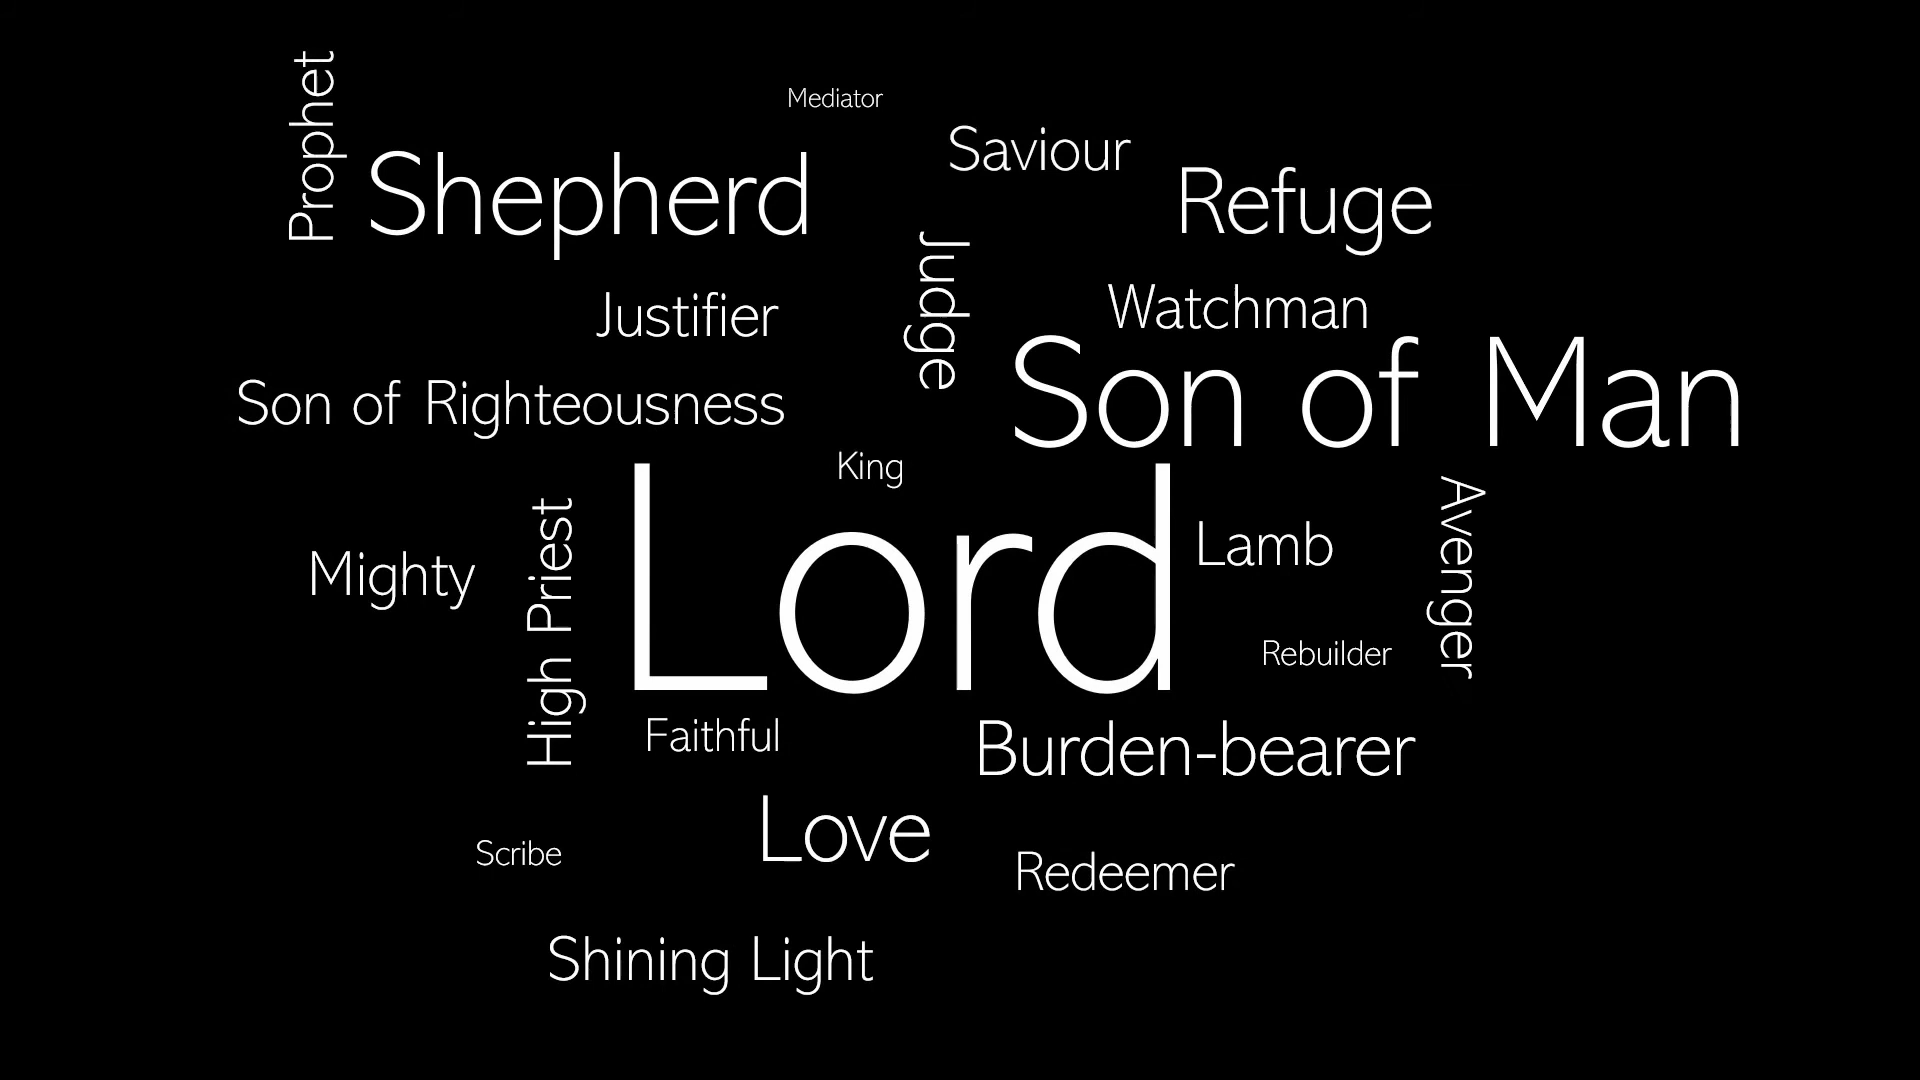 Prophet
Mediator
Saviour
Shepherd
Refuge
Judge
Justifier
Watchman
Son of Man
Son of Righteousness
King
Lord
High Priest
Mighty
Lamb
Avenger
Rebuilder
Faithful
Burden-bearer
Love
Scribe
Redeemer
Shining Light